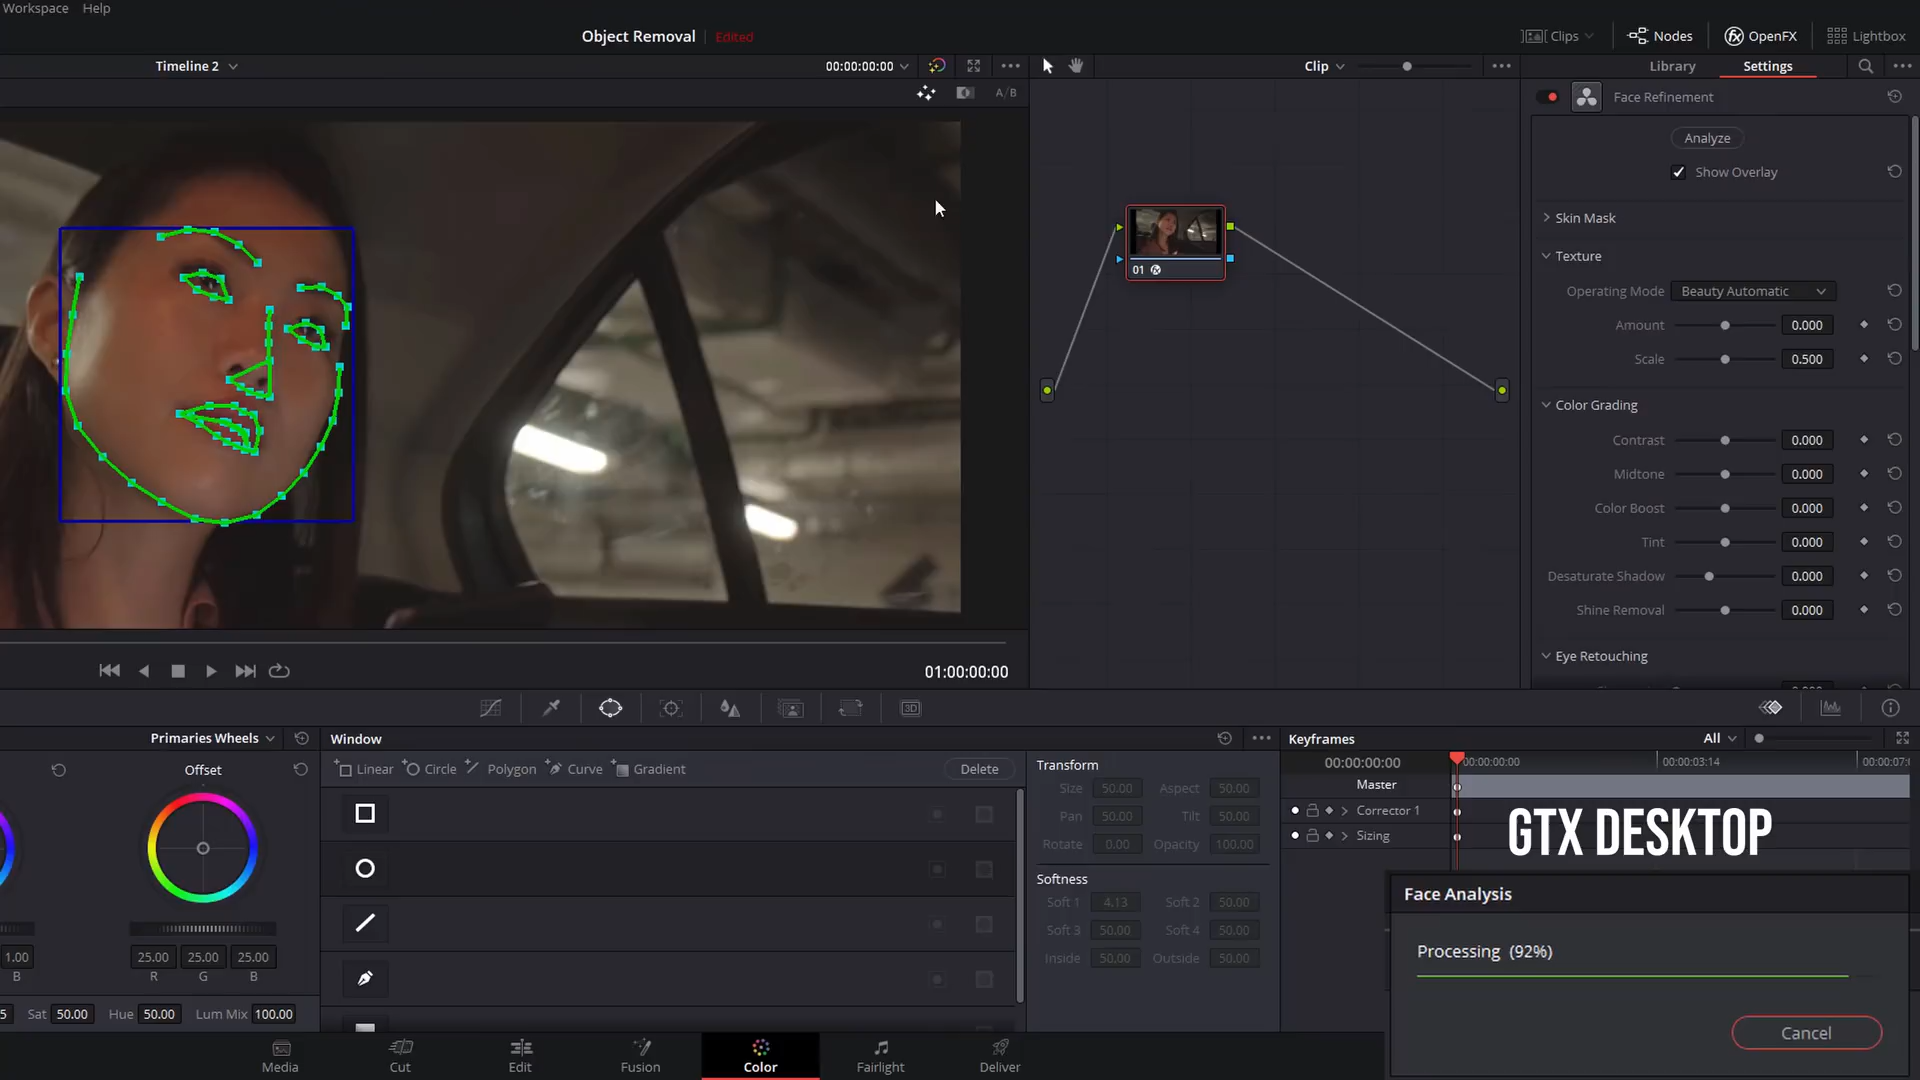 Workspace Help
Object Removal Edited
Clips Nodes OpenFX Lightbox
Timeline 2 00:00:00:00
Clip
Library Settings
A/B
Face Refinement
Analyze
Show Overlay
Skin Mask
Texture
Operating Mode Beauty Automatic
Amount 0.000
Scale 0.500
Color Grading
Contrast 0.000
Midtone 0.000
Color Boost 0.000
Tint 0.000
Desaturate Shadow 0.000
Shine Removal 0.000
Eye Retouching
01
01:00:00:00
3D
Primaries Wheels
Offset
1.00 25.00 25.00 25.00
B R G B
5 Sat 50.00 Hue 50.00 Lum Mix 100.00
Window
Linear Circle Polygon Curve Gradient Delete
Transform
Size 50.00 Aspect 50.00
Pan 50.00 Tilt 50.00
Rotate 0.00 Opacity 100.00
Softness
Soft 1 4.13 Soft 2 50.00
Soft 3 50.00 Soft 4 50.00
Inside 50.00 Outside 50.00
Keyframes All
00:00:00:00 00:00:00:00 00:00:03:14 00:00:07:0
Master
Corrector 1
Sizing
GTX DESKTOP
Face Analysis
Processing (92%)
Cancel
Media Cut Edit Fusion Color Fairlight Deliver